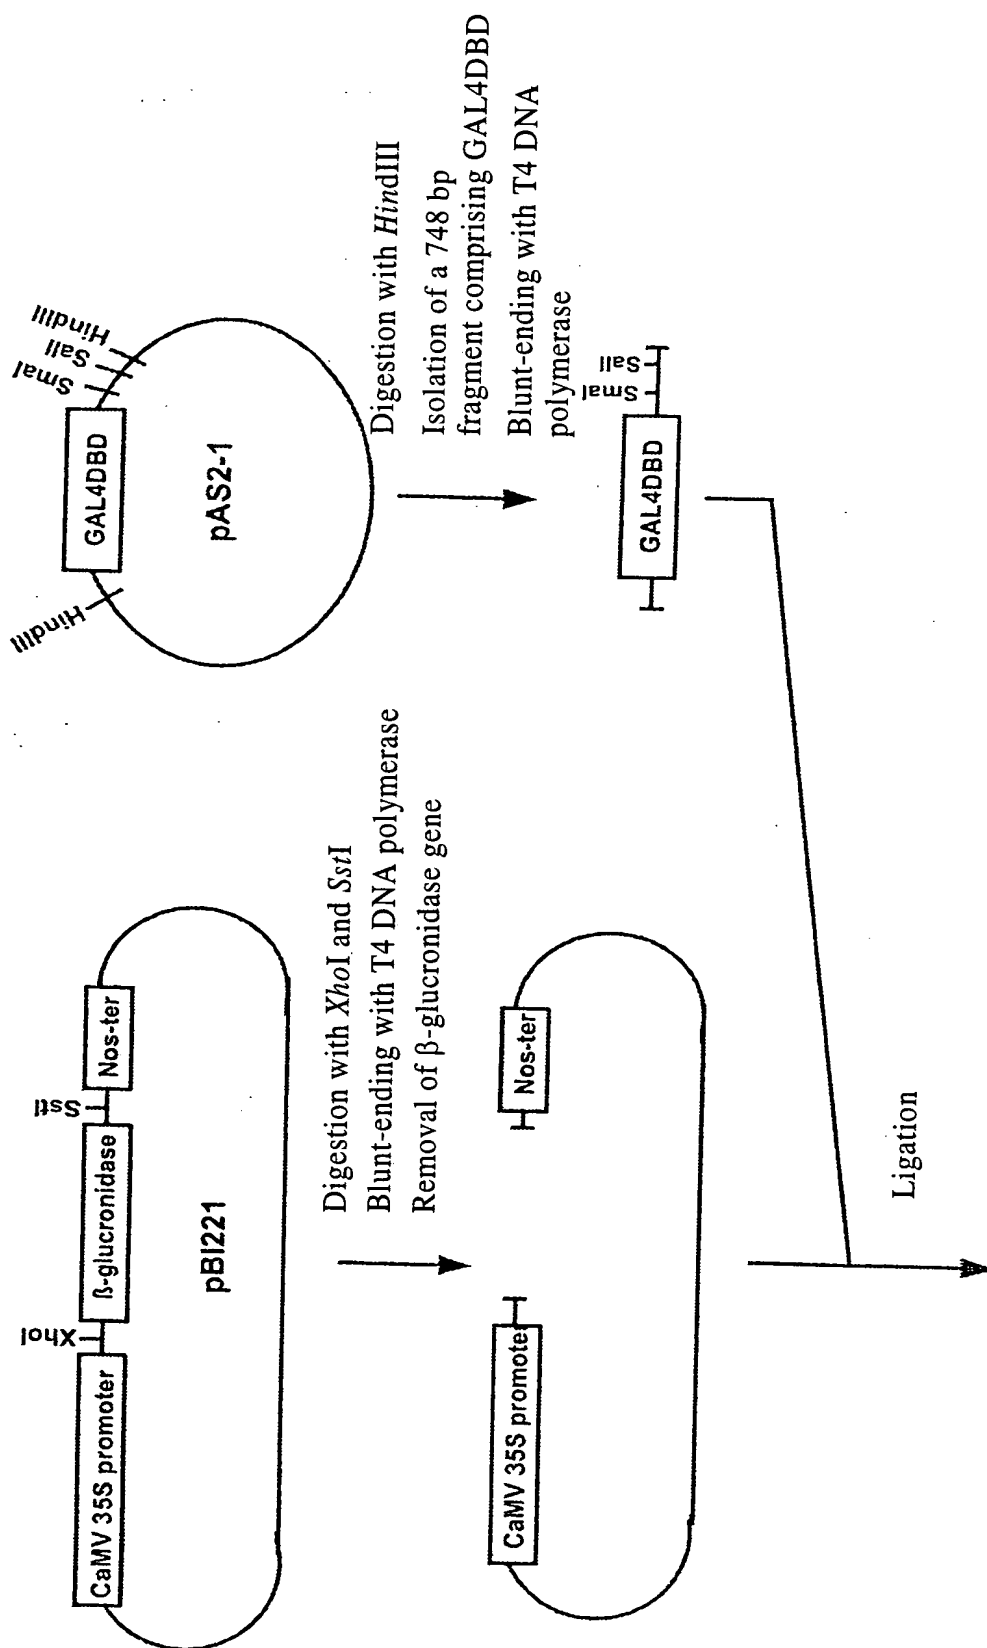 CaMV 35S promoter
XhoI
ß-glucronidase
SstI
Nos-ter
pBI221
Digestion with XhoI and SstI
Blunt-ending with T4 DNA polymerase
Removal of β-glucronidase gene
CaMV 35S promoter
Nos-ter
HindIII
GAL4DBD
SmaI
SalI
HindIII
pAS2-1
Digestion with HindIII
Isolation of a 748 bp
fragment comprising GAL4DBD
Blunt-ending with T4 DNA
polymerase
GAL4DBD
SmaI
SalI
Ligation